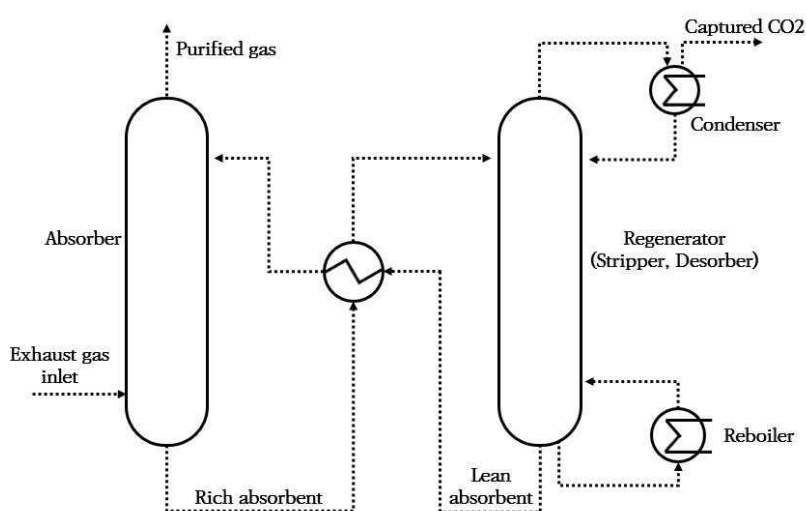 Captured CO2
Purified gas
Condenser
Absorber
Regenerator
(Stripper, Desorber)
Exhaust gas
inlet
Reboiler
Rich absorbent
Lean
absorbent